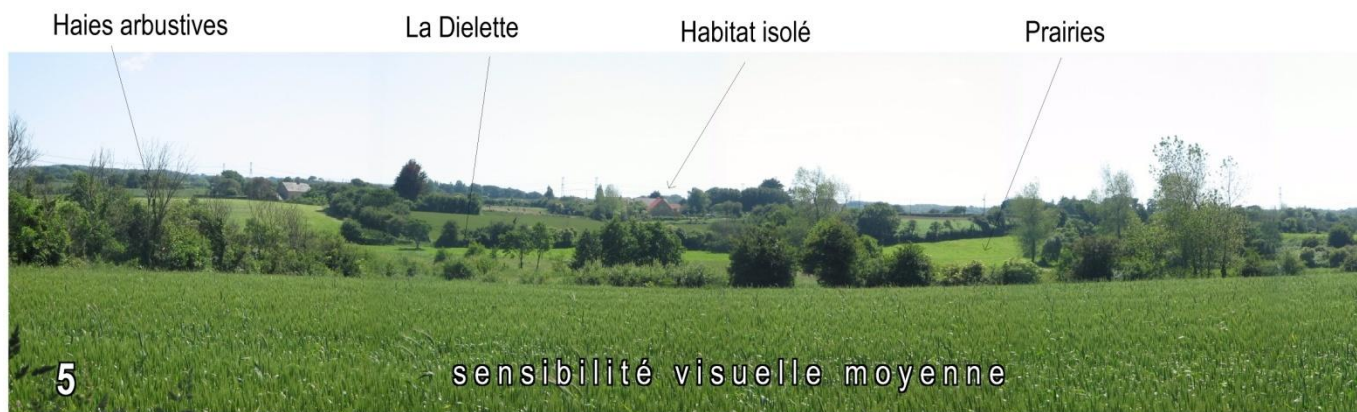 Haies arbustives
La Dielette
Habitat isolé
Prairies
5
sensibilité visuelle moyenne